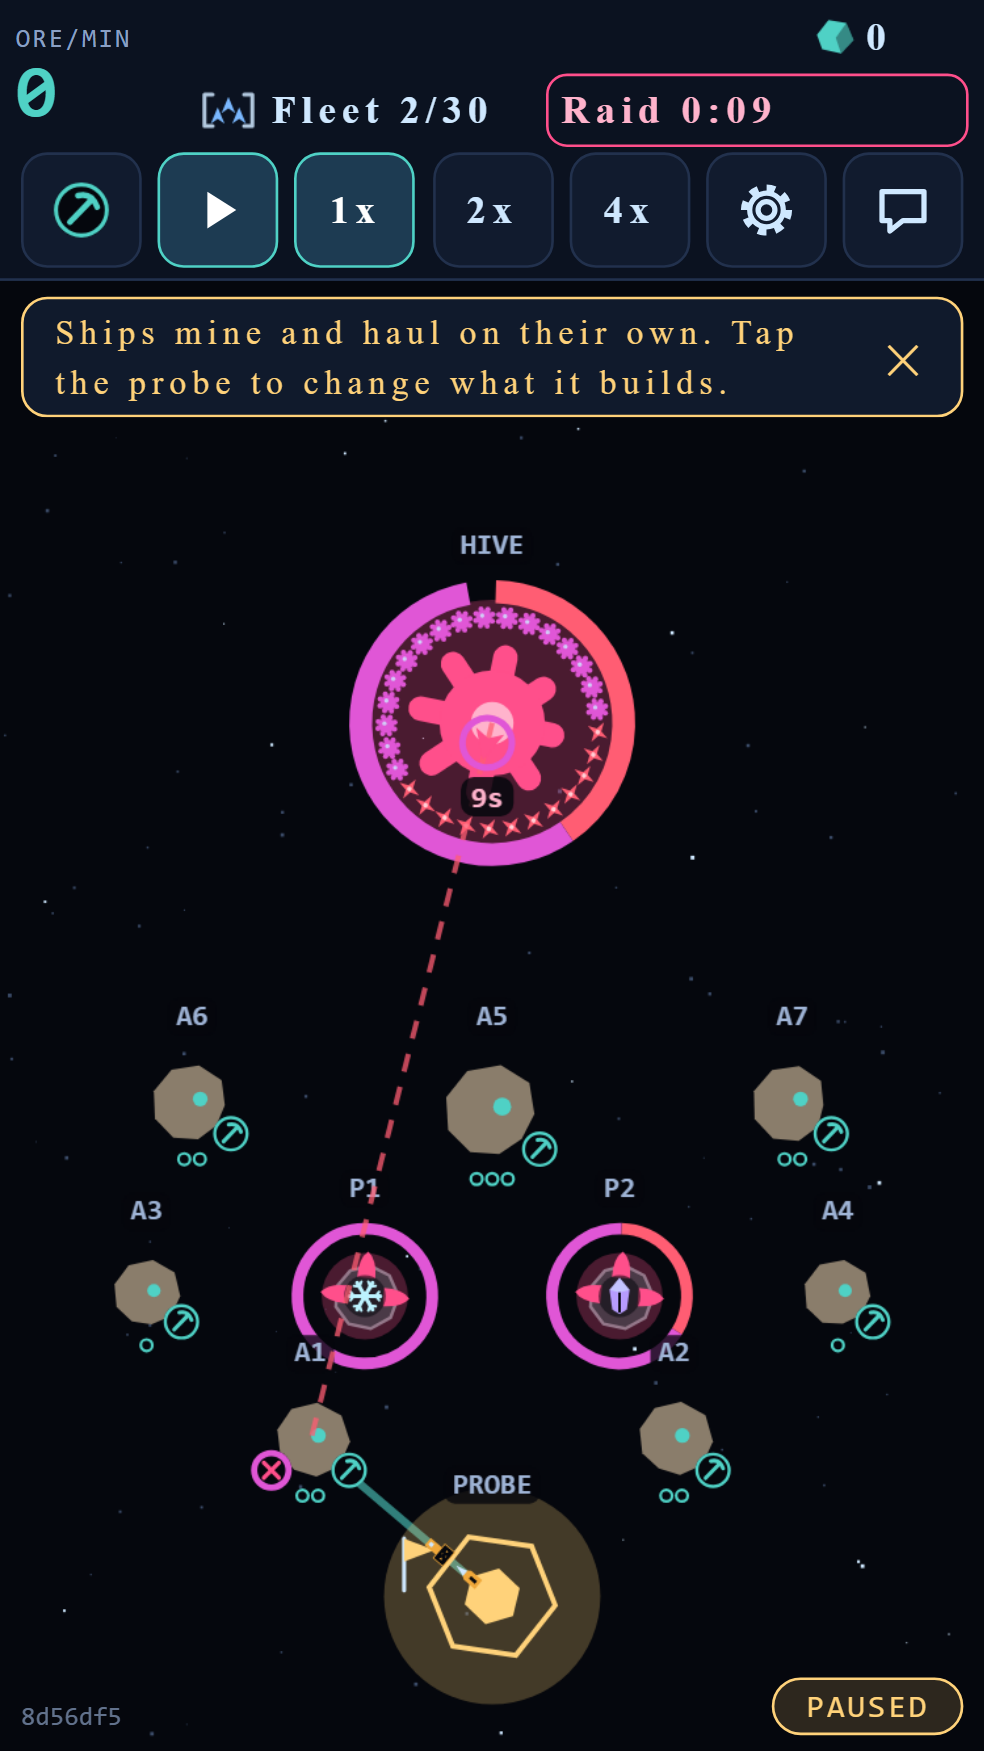 ORE/MIN
0
0
Fleet 2/30
Raid 0:09
1x
2x
4x
Ships mine and haul on their own. Tap
the probe to change what it builds.
HIVE
9s
A6
A5
A7
A3
P1
P2
A4
A1
A2
PROBE
8d56df5
PAUSED